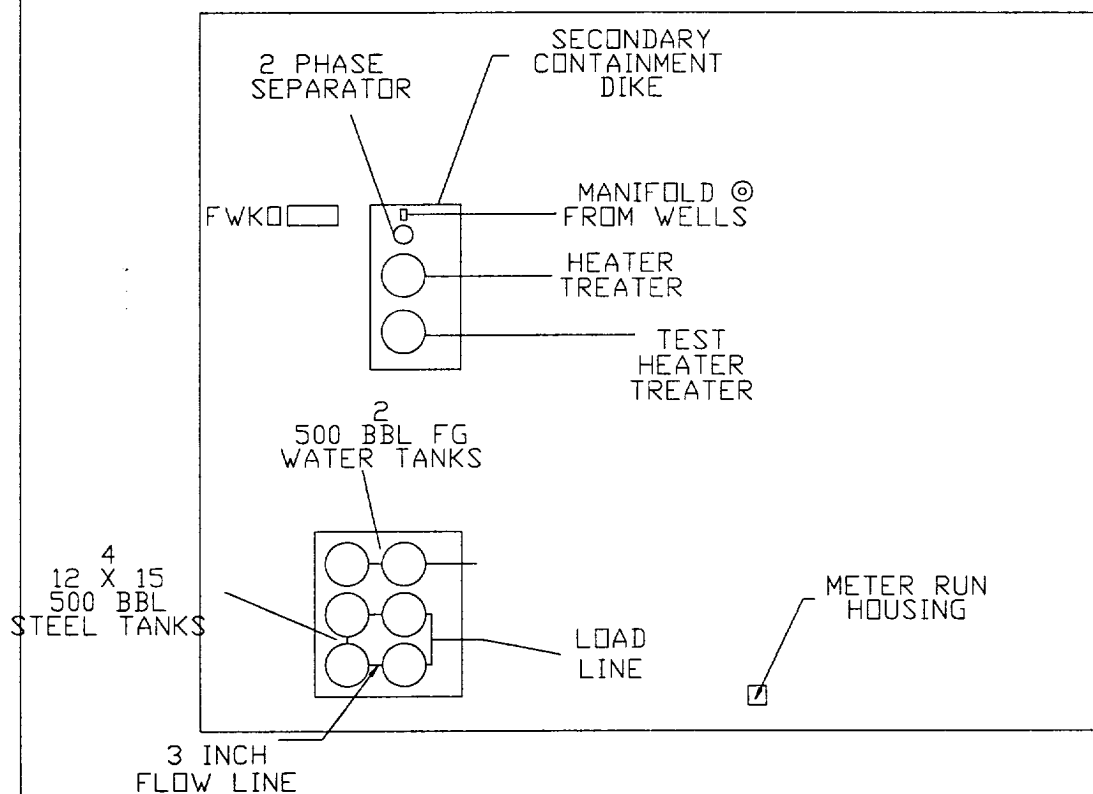 SECONDARY
CONTAINMENT
DIKE
2 PHASE
SEPARATOR
FWKO
MANIFOLD
FROM WELLS
HEATER
TREATER
TEST
HEATER
TREATER
2
500 BBL FG
WATER TANKS
4
12 X 15
500 BBL
STEEL TANKS
METER RUN
HOUSING
LOAD
LINE
3 INCH
FLOW LINE